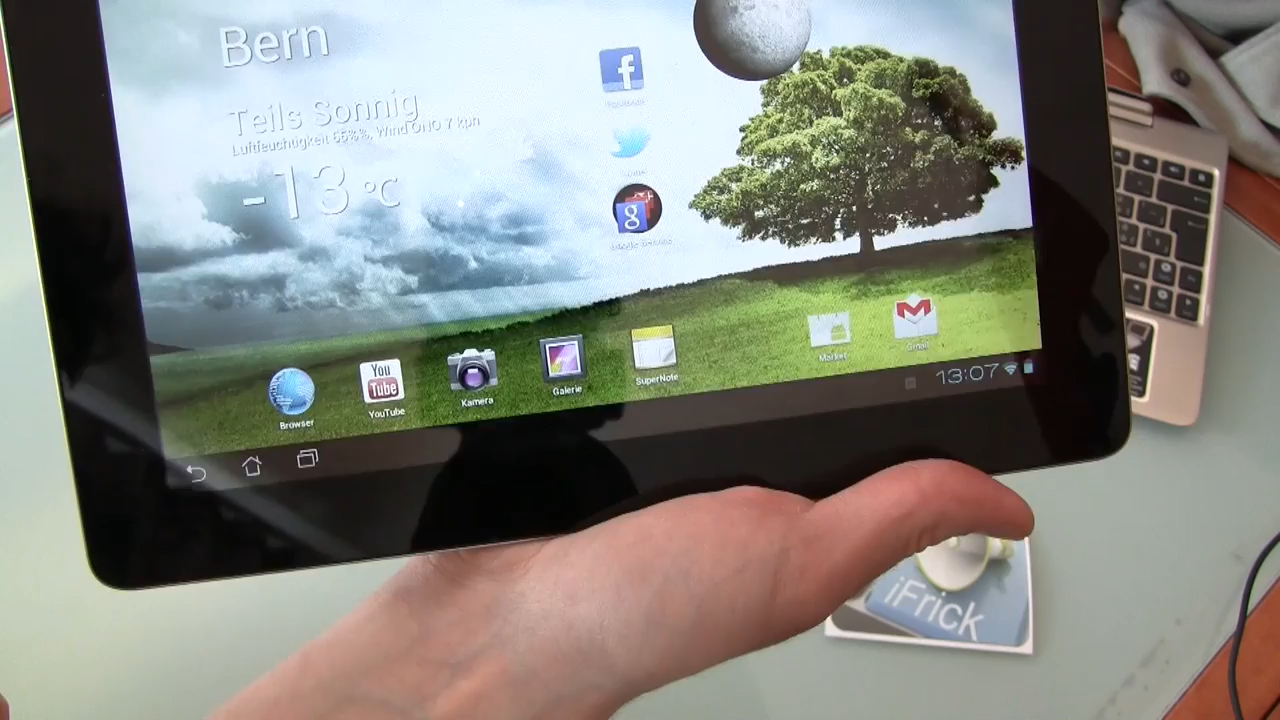 Bern
Teils Sonnig
Luftfeuchtigkeit 55%%, Wind ONO 7 kph
-13 °C
f
g
Browser
You
Tube
YouTube
Kamera
Galerie
SuperNote
Market
Gmail
13:07
iFrick